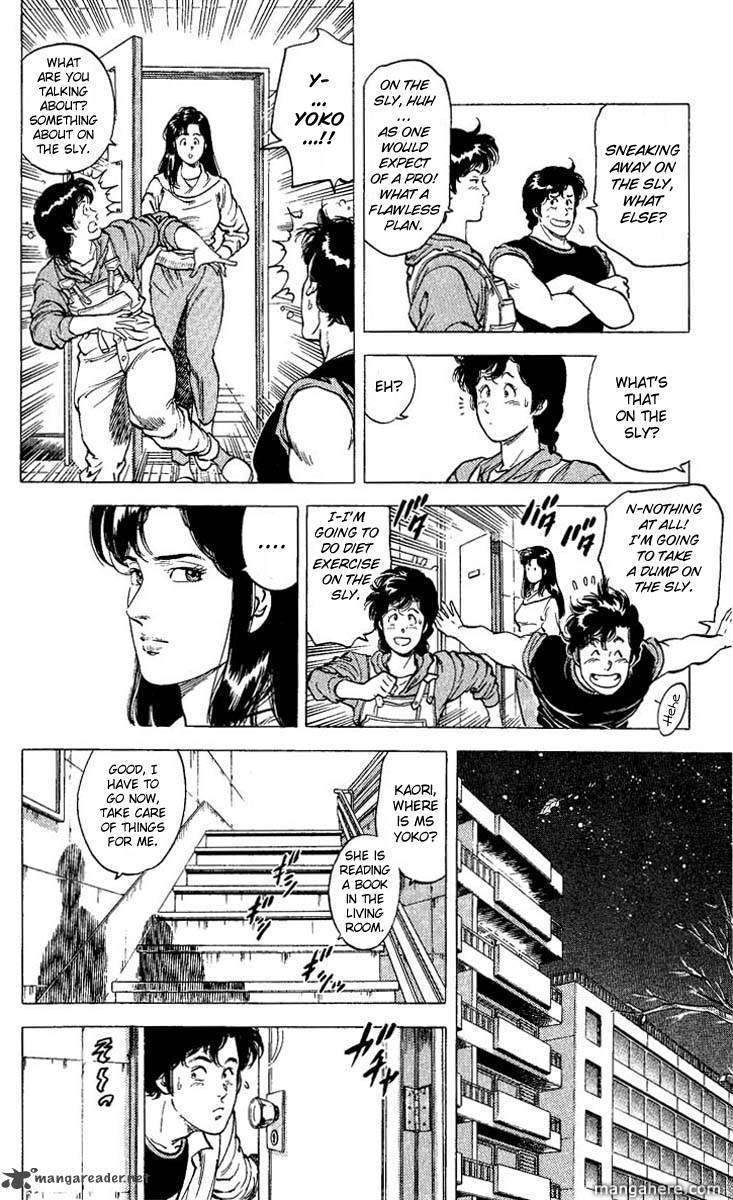 SNEAKING
AWAY ON
THE SLY,
WHAT
ELSE?
ON THE
SLY, HUH
...
AS ONE
WOULD
EXPECT
OF A PRO!
WHAT A
FLAWLESS
PLAN.
WHAT'S
THAT
ON THE
SLY?
EH?
Y-
...
YOKO
...!!
WHAT
ARE YOU
TALKING
ABOUT?
SOMETHING
ABOUT ON
THE SLY.
N-NOTHING
AT ALL!
I'M GOING
TO TAKE
A DUMP ON
THE SLY.
Hehe
I-I'M
GOING TO
DO DIET
EXERCISE
ON THE
SLY.
....
KAORI,
WHERE
IS MS
YOKO?
SHE IS
READING
A BOOK
IN THE
LIVING
ROOM.
GOOD, I
HAVE TO
GO NOW,
TAKE CARE
OF THINGS
FOR ME.
ガチャ
そ〜
mangareader.net
mangahere.com